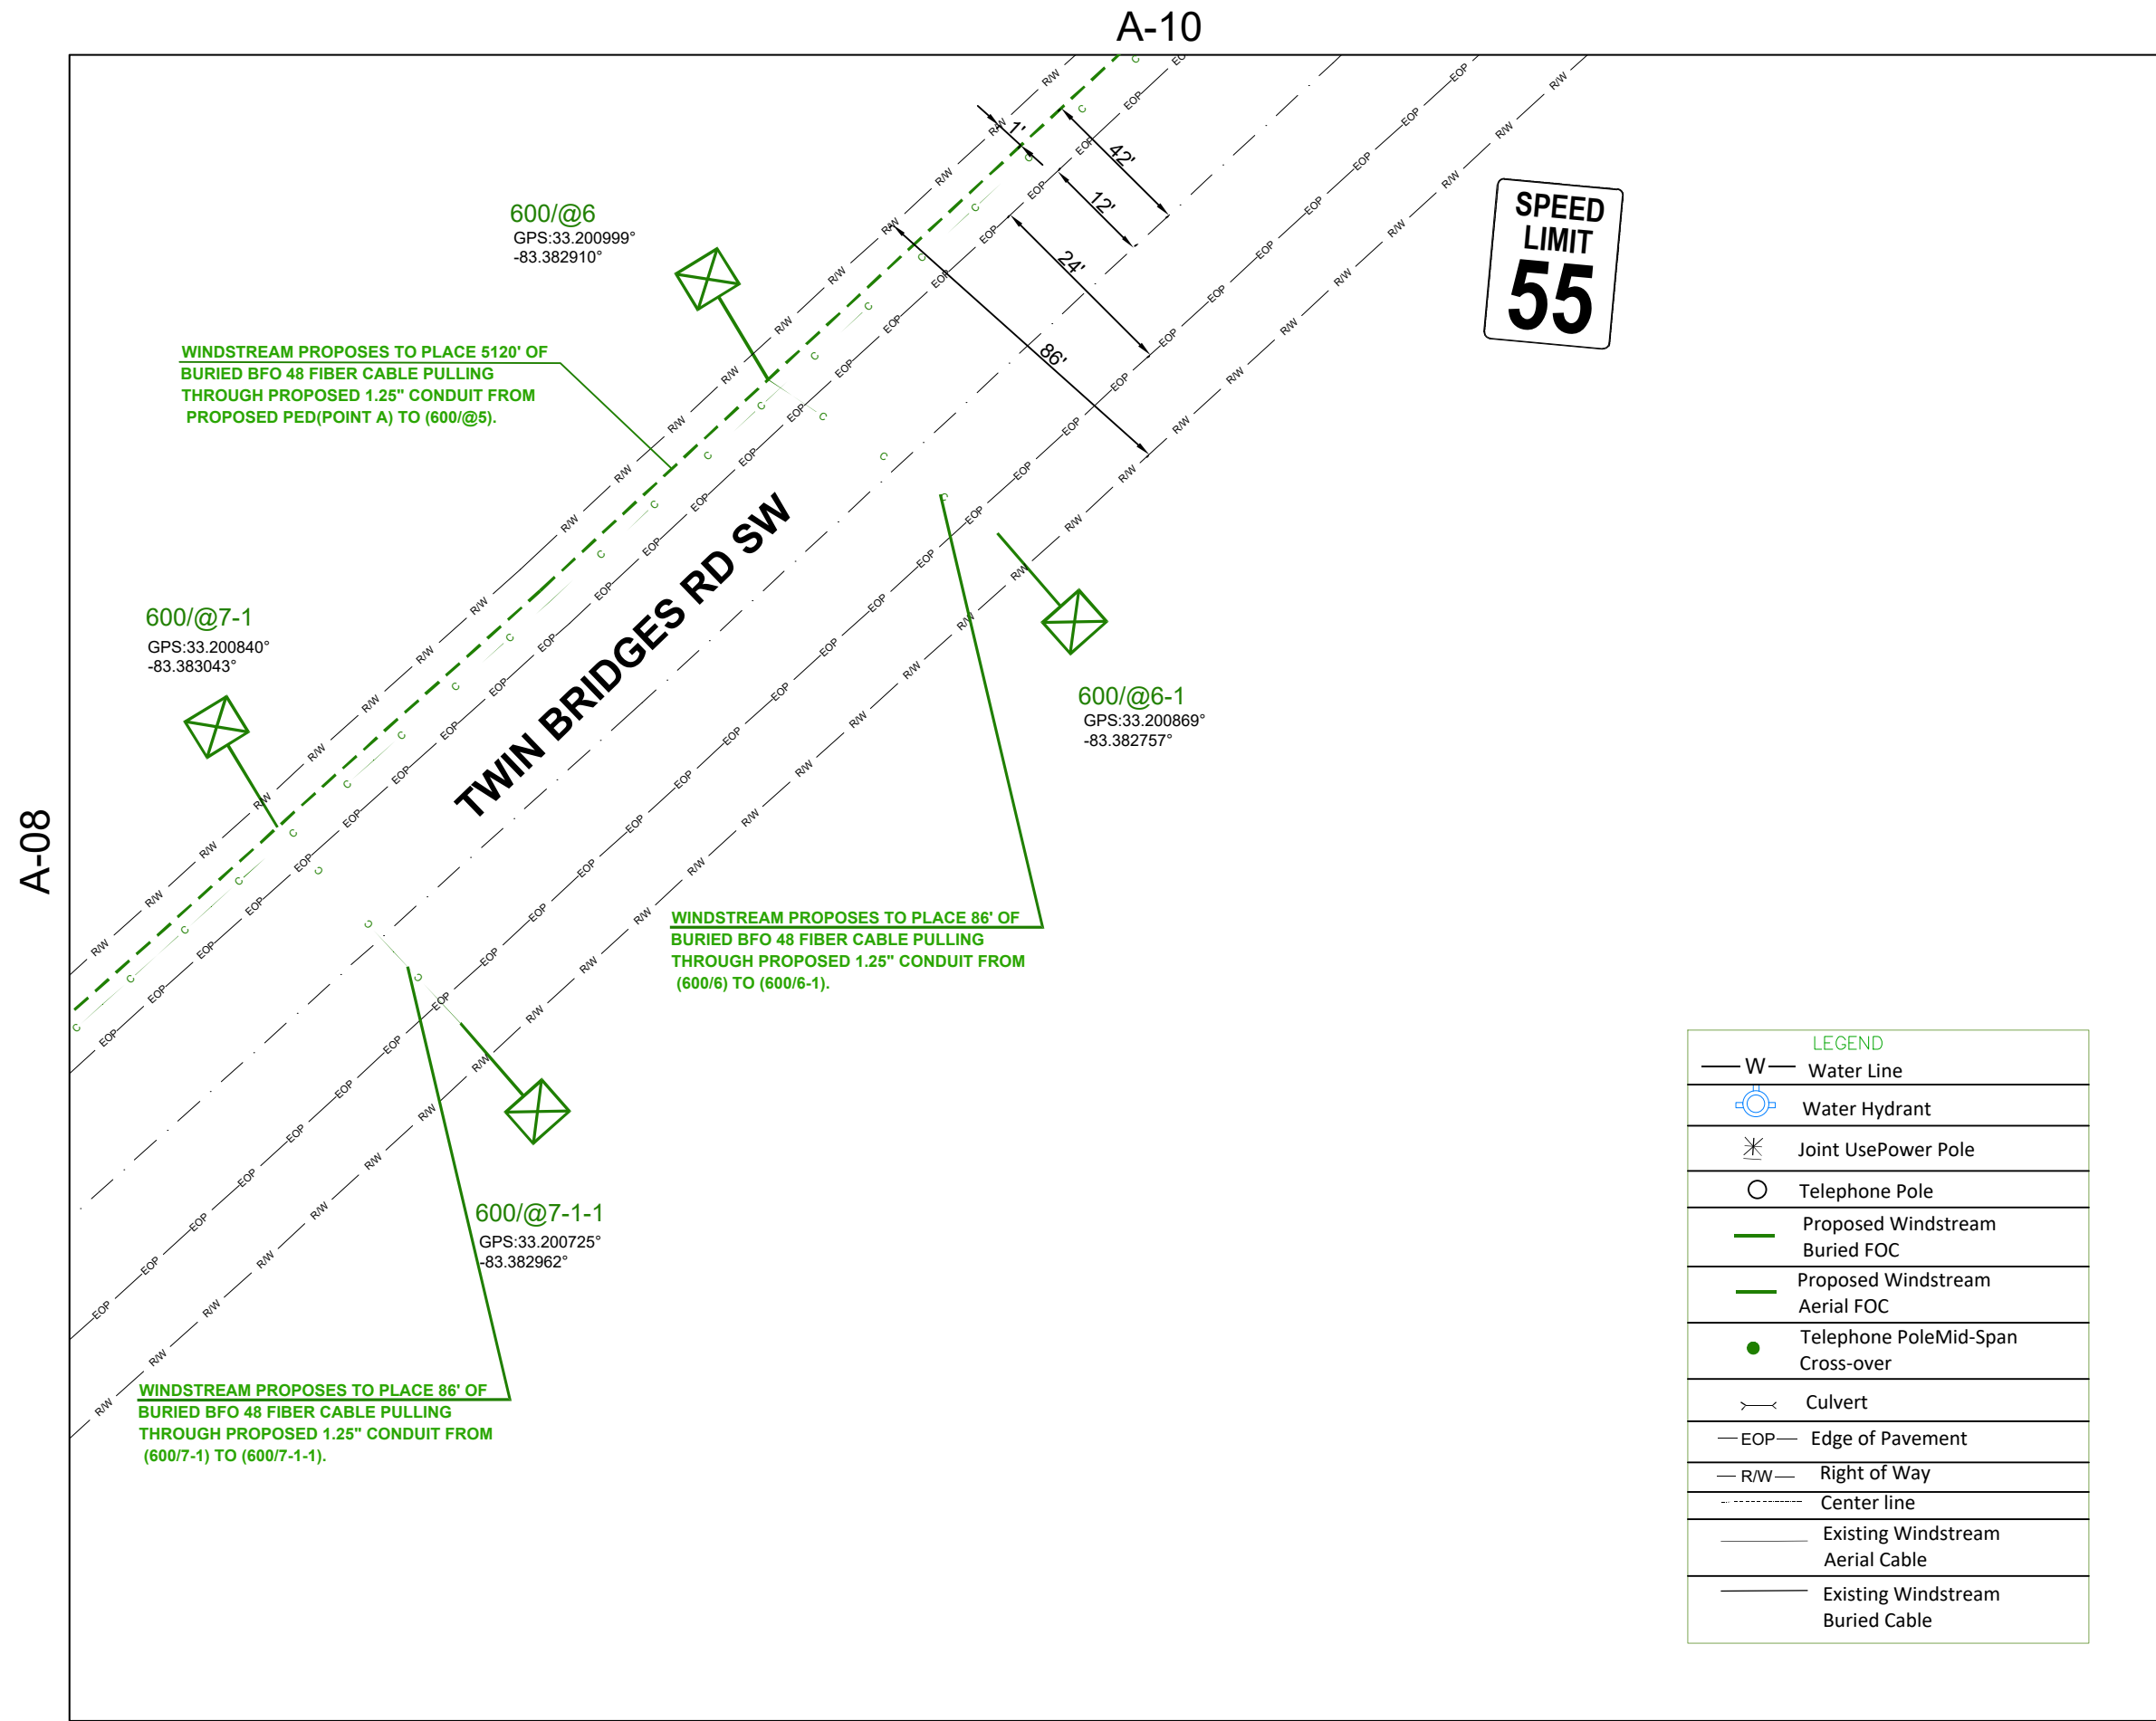 A-10
A-08
600/@6
GPS:33.200999°
-83.382910°
WINDSTREAM PROPOSES TO PLACE 5120' OF
BURIED BFO 48 FIBER CABLE PULLING
THROUGH PROPOSED 1.25" CONDUIT FROM
PROPOSED PED(POINT A) TO (600/@5).
1'
42'
12'
24'
86'
SPEED
LIMIT
55
600/@7-1
GPS:33.200840°
-83.383043°
TWIN BRIDGES RD SW
600/@6-1
GPS:33.200869°
-83.382757°
WINDSTREAM PROPOSES TO PLACE 86' OF
BURIED BFO 48 FIBER CABLE PULLING
THROUGH PROPOSED 1.25" CONDUIT FROM
(600/6) TO (600/6-1).
600/@7-1-1
GPS:33.200725°
-83.382962°
WINDSTREAM PROPOSES TO PLACE 86' OF
BURIED BFO 48 FIBER CABLE PULLING
THROUGH PROPOSED 1.25" CONDUIT FROM
(600/7-1) TO (600/7-1-1).
R/W
EOP
C
LEGEND
W Water Line
Water Hydrant
Joint UsePower Pole
Telephone Pole
Proposed Windstream
Buried FOC
Proposed Windstream
Aerial FOC
Telephone PoleMid-Span
Cross-over
Culvert
EOP Edge of Pavement
R/W Right of Way
Center line
Existing Windstream
Aerial Cable
Existing Windstream
Buried Cable